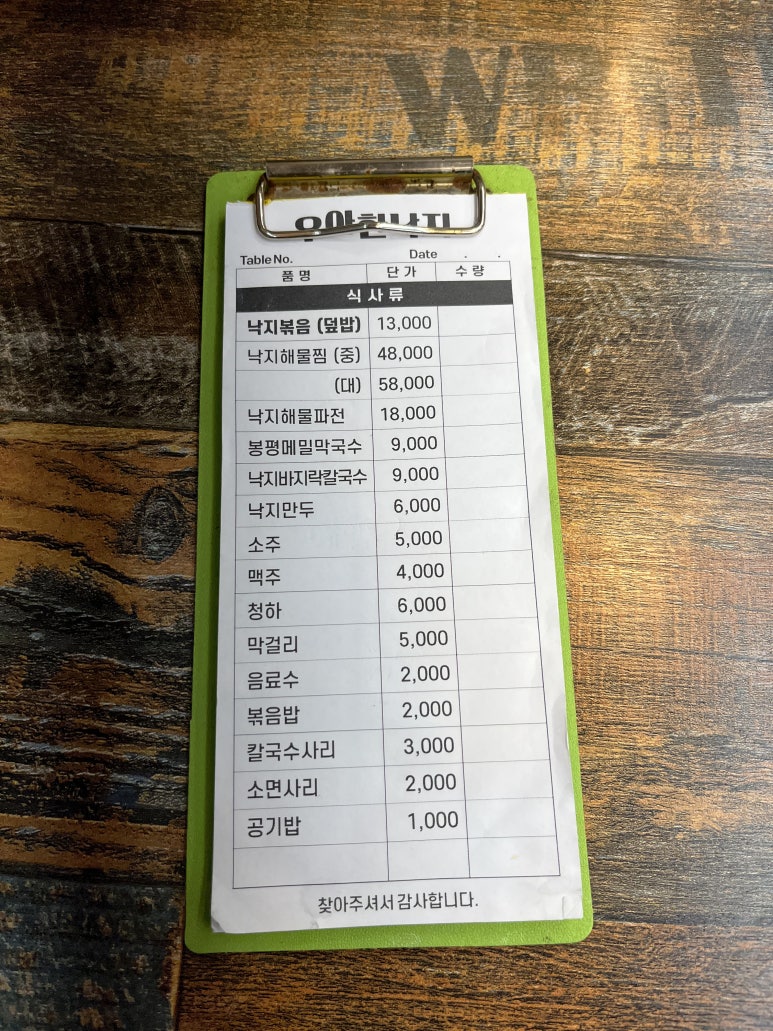 우아한낙지
Table No. Date . .
품 명 단 가 수 량
식 사 류
낙지볶음 (덮밥) 13,000
낙지해물찜 (중) 48,000
(대) 58,000
낙지해물파전 18,000
봉평메밀막국수 9,000
낙지바지락칼국수 9,000
낙지만두 6,000
소주 5,000
맥주 4,000
청하 6,000
막걸리 5,000
음료수 2,000
볶음밥 2,000
칼국수사리 3,000
소면사리 2,000
공기밥 1,000
찾아주셔서 감사합니다.